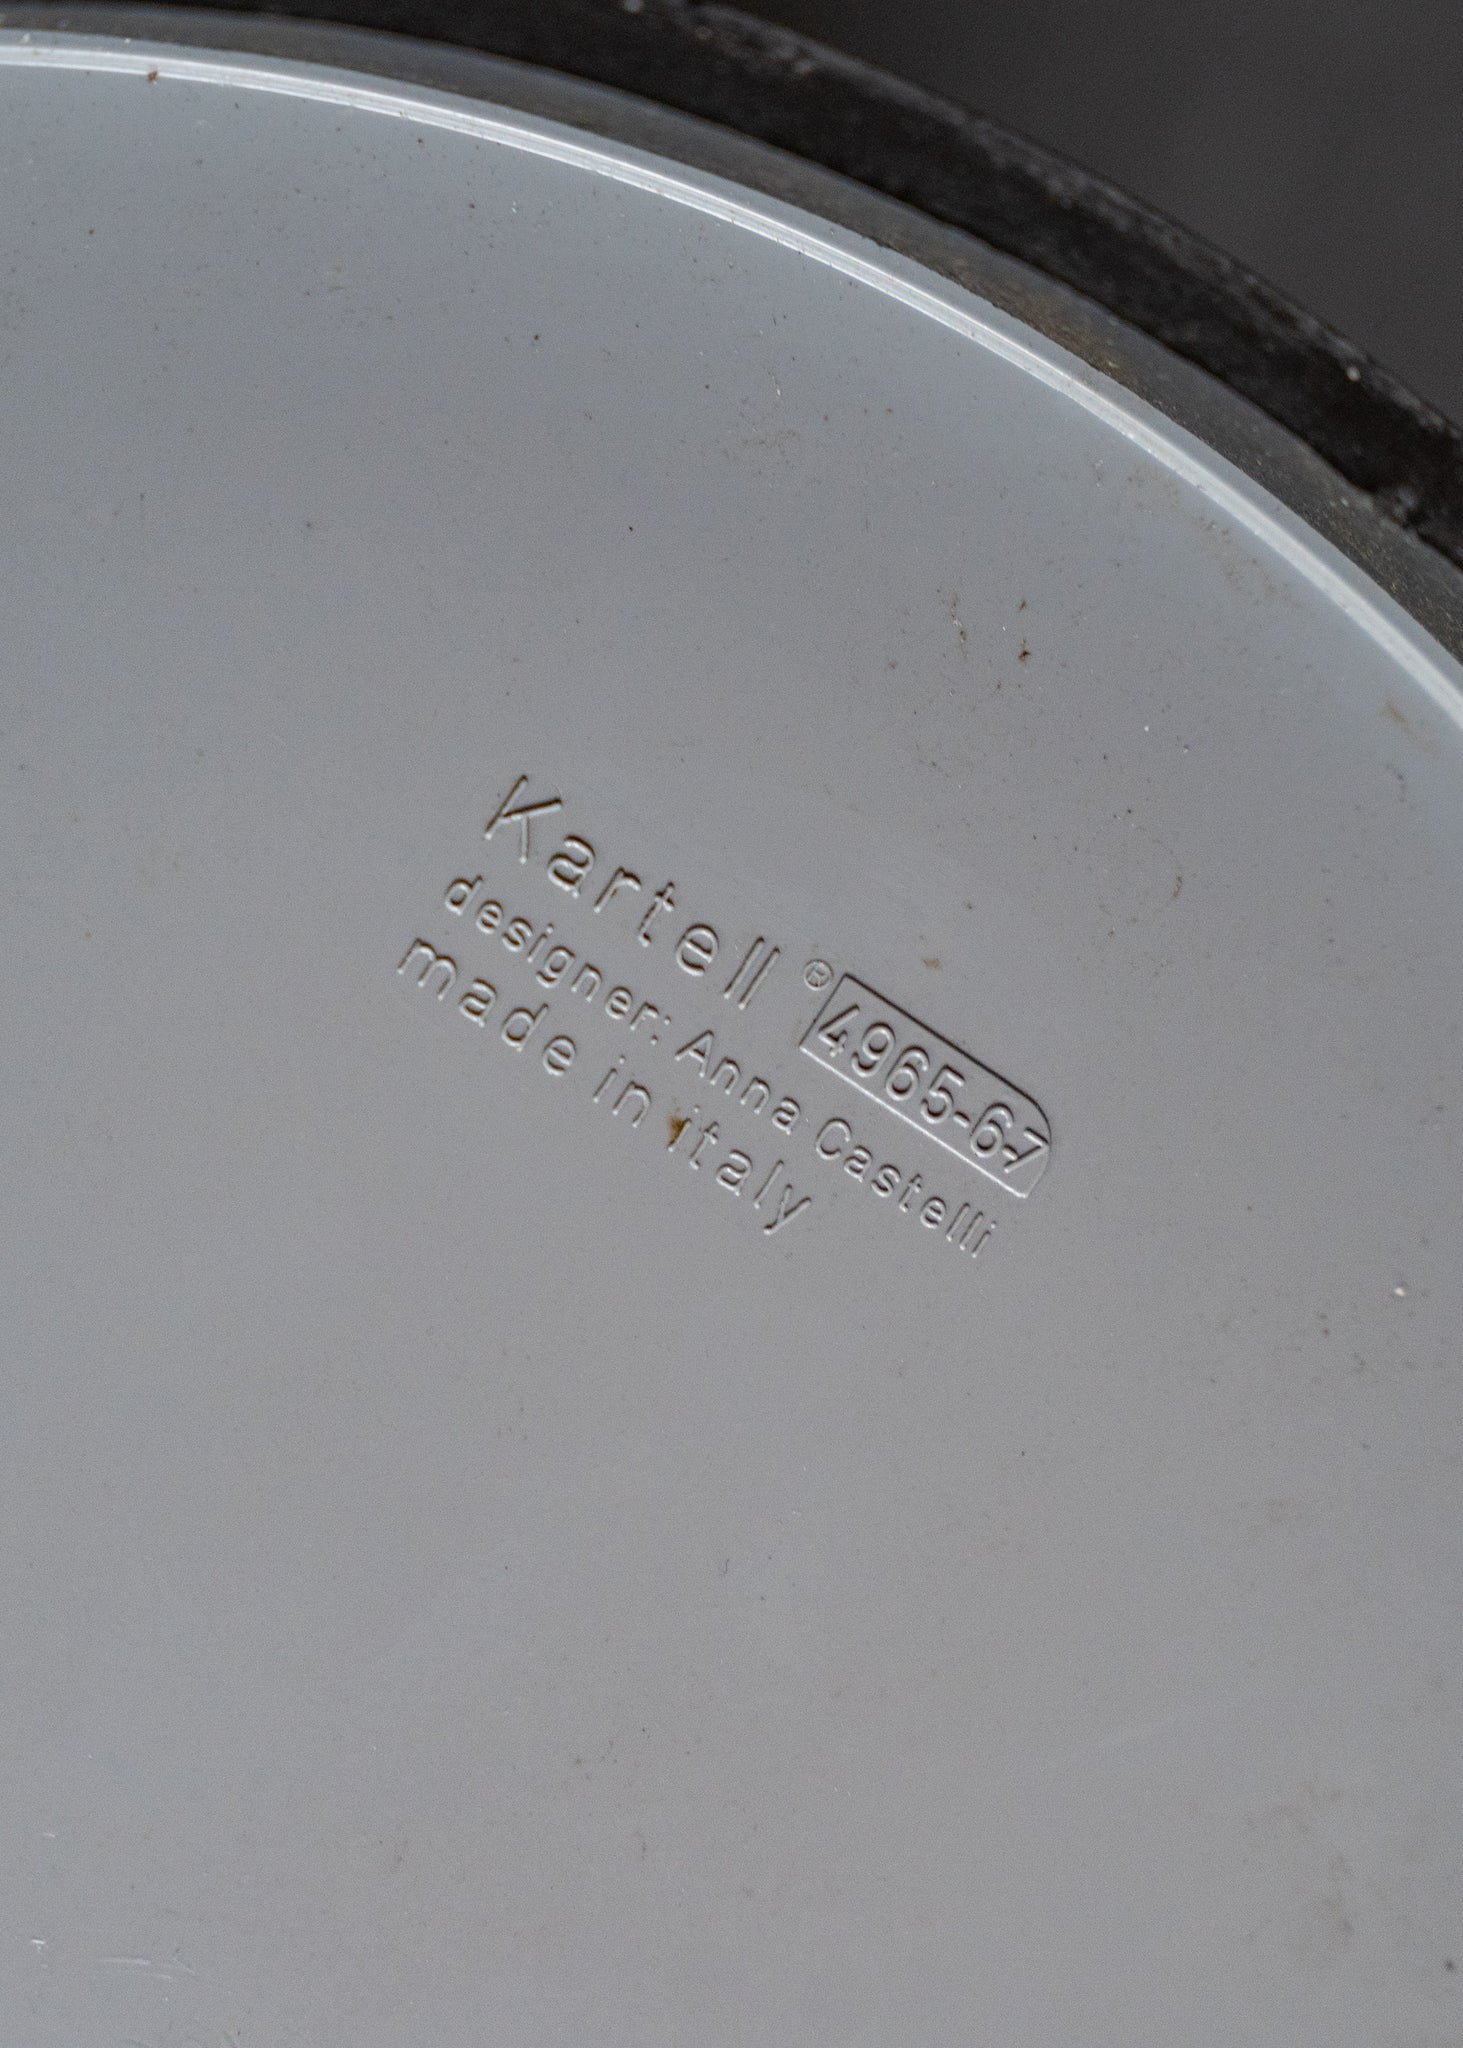 Kartell® 4965-6-7
designer: Anna Castelli
made in italy